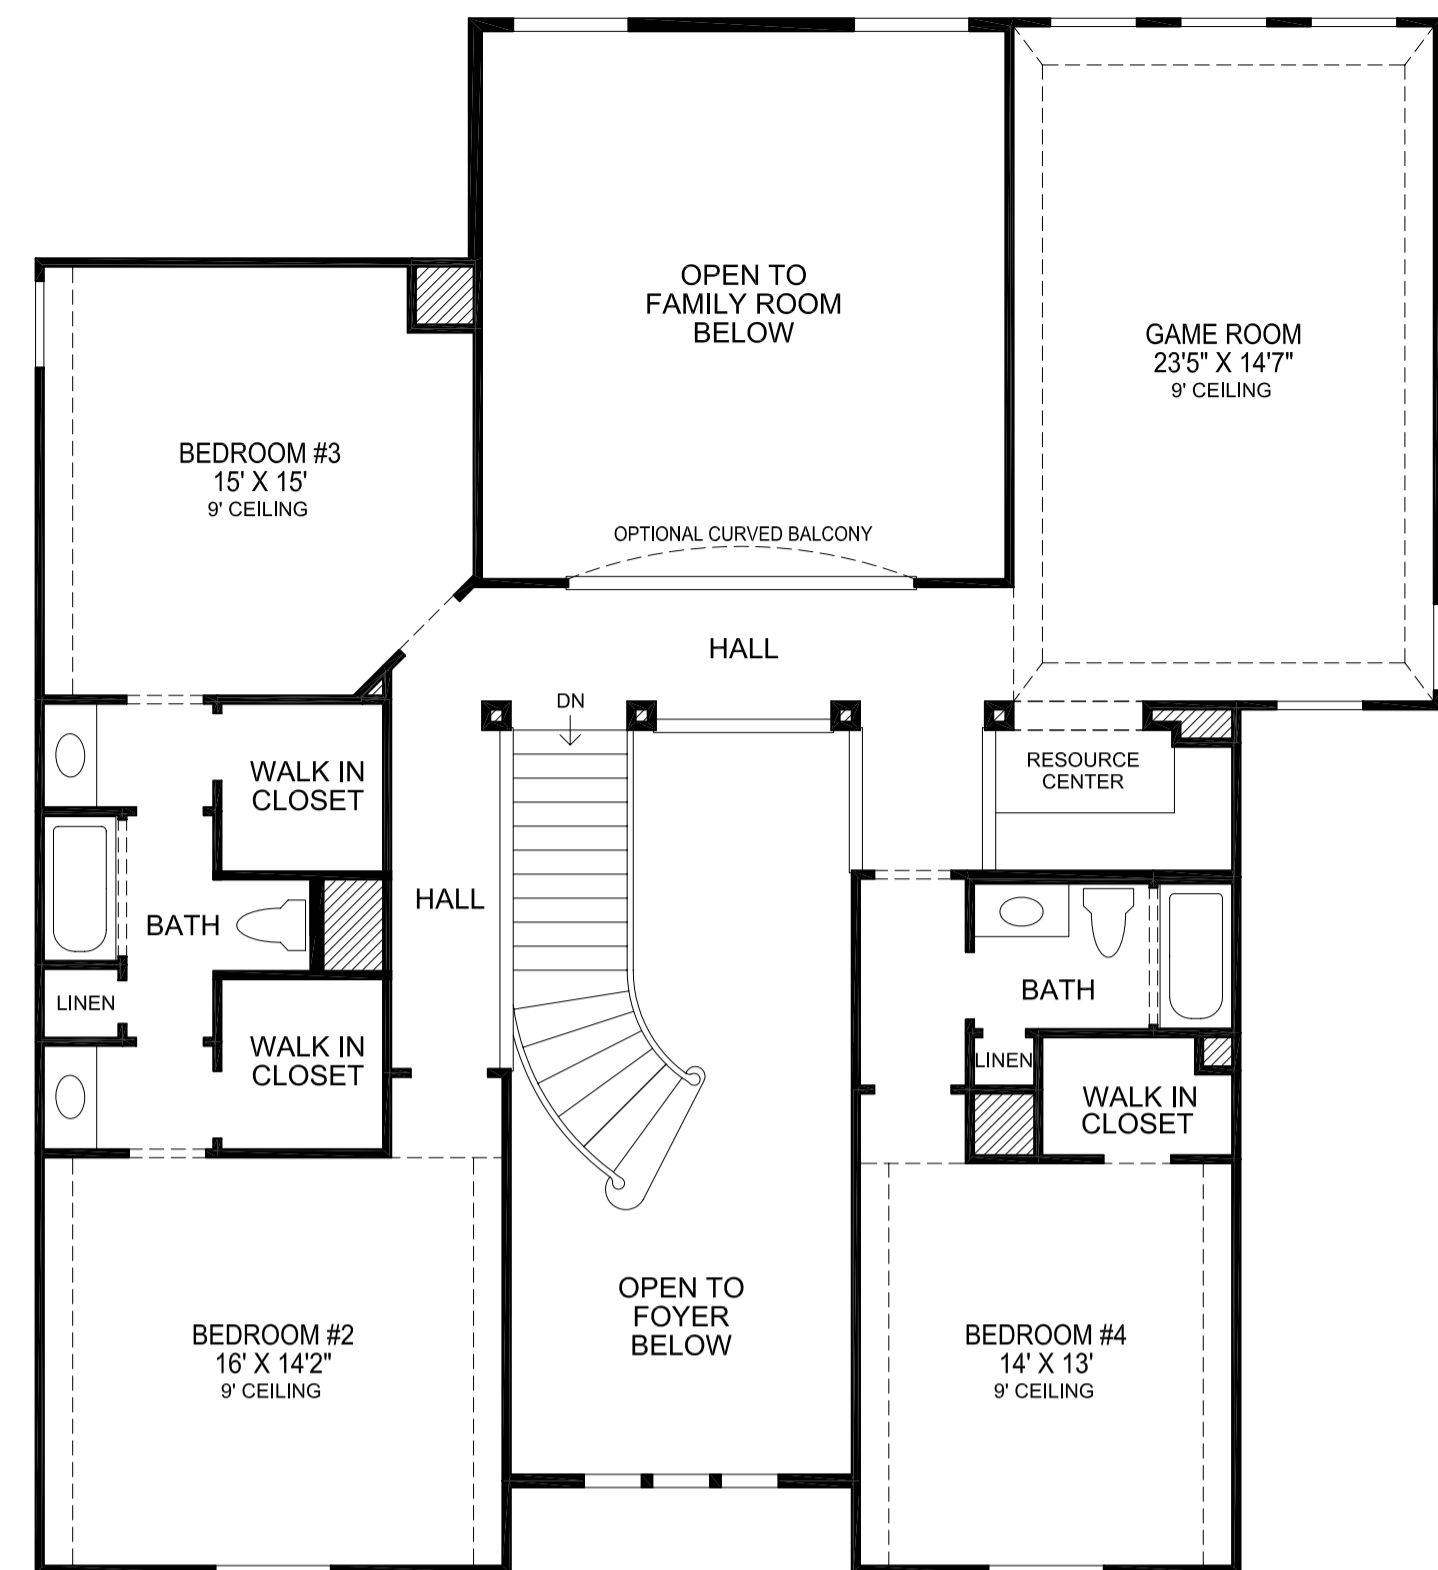 OPEN TO
FAMILY ROOM
BELOW
GAME ROOM
23'5" X 14'7"
9' CEILING
BEDROOM #3
15' X 15'
9' CEILING
OPTIONAL CURVED BALCONY
HALL
DN
WALK IN
CLOSET
RESOURCE
CENTER
HALL
BATH
LINEN
WALK IN
CLOSET
BATH
LINEN
WALK IN
CLOSET
OPEN TO
FOYER
BELOW
BEDROOM #2
16' X 14'2"
9' CEILING
BEDROOM #4
14' X 13'
9' CEILING